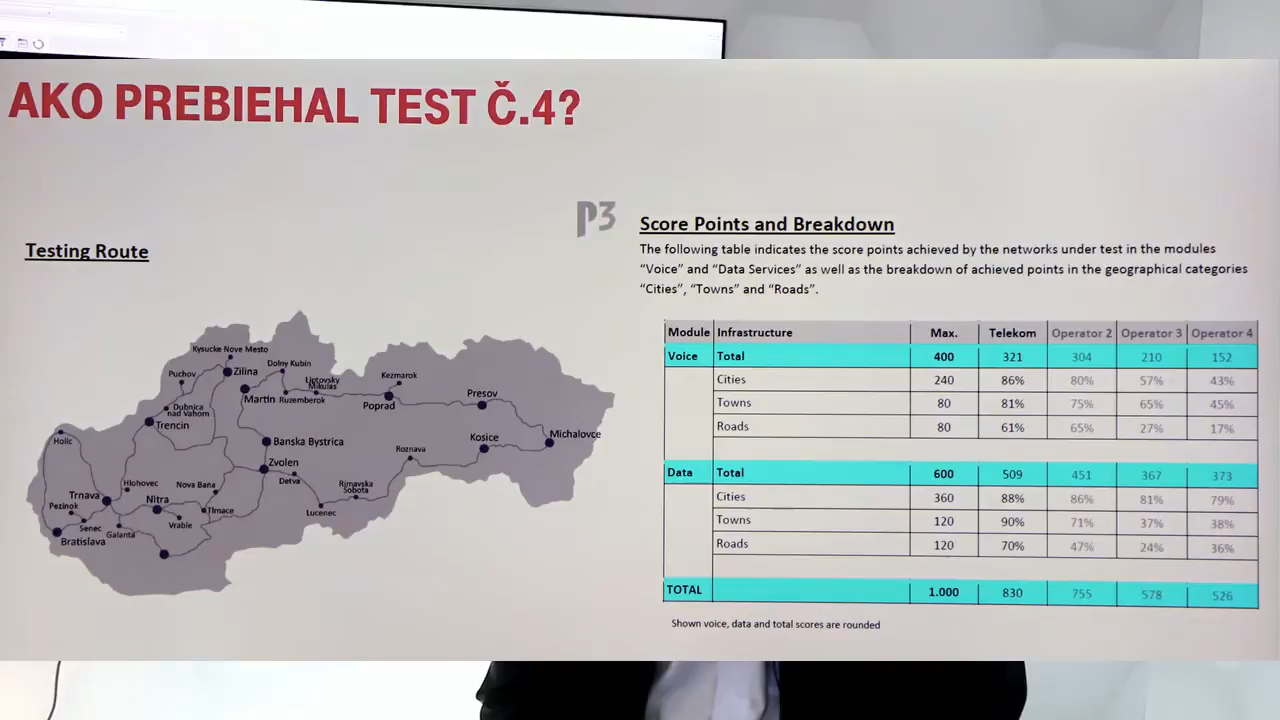 AKO PREBIEHAL TEST Č.4?
P3
Testing Route
Kysucke Nove Mesto
Puchov
Zilina
Dolny Kubin
Dubnica
nad Vahom
Martin
Ruzemberok
Liptovsky
Mikulas
Kezmarok
Poprad
Presov
Trencin
Holic
Banska Bystrica
Roznava
Kosice
Michalovce
Zvolen
Detva
Rimavska
Sobota
Lucenec
Hlohovec
Nova Bana
Trnava
Nitra
Pezinok
Senec
Vrable
Tlmace
Galanta
Bratislava
Score Points and Breakdown
The following table indicates the score points achieved by the networks under test in the modules
“Voice” and “Data Services” as well as the breakdown of achieved points in the geographical categories
“Cities”, “Towns” and “Roads”.
Module Infrastructure Max. Telekom Operator 2 Operator 3 Operator 4
Voice Total 400 321 304 210 152
Cities 240 86% 80% 57% 43%
Towns 80 81% 75% 65% 45%
Roads 80 61% 65% 27% 17%
Data Total 600 509 451 367 373
Cities 360 88% 86% 81% 79%
Towns 120 90% 71% 37% 38%
Roads 120 70% 47% 24% 36%
TOTAL 1.000 830 755 578 526
Shown voice, data and total scores are rounded